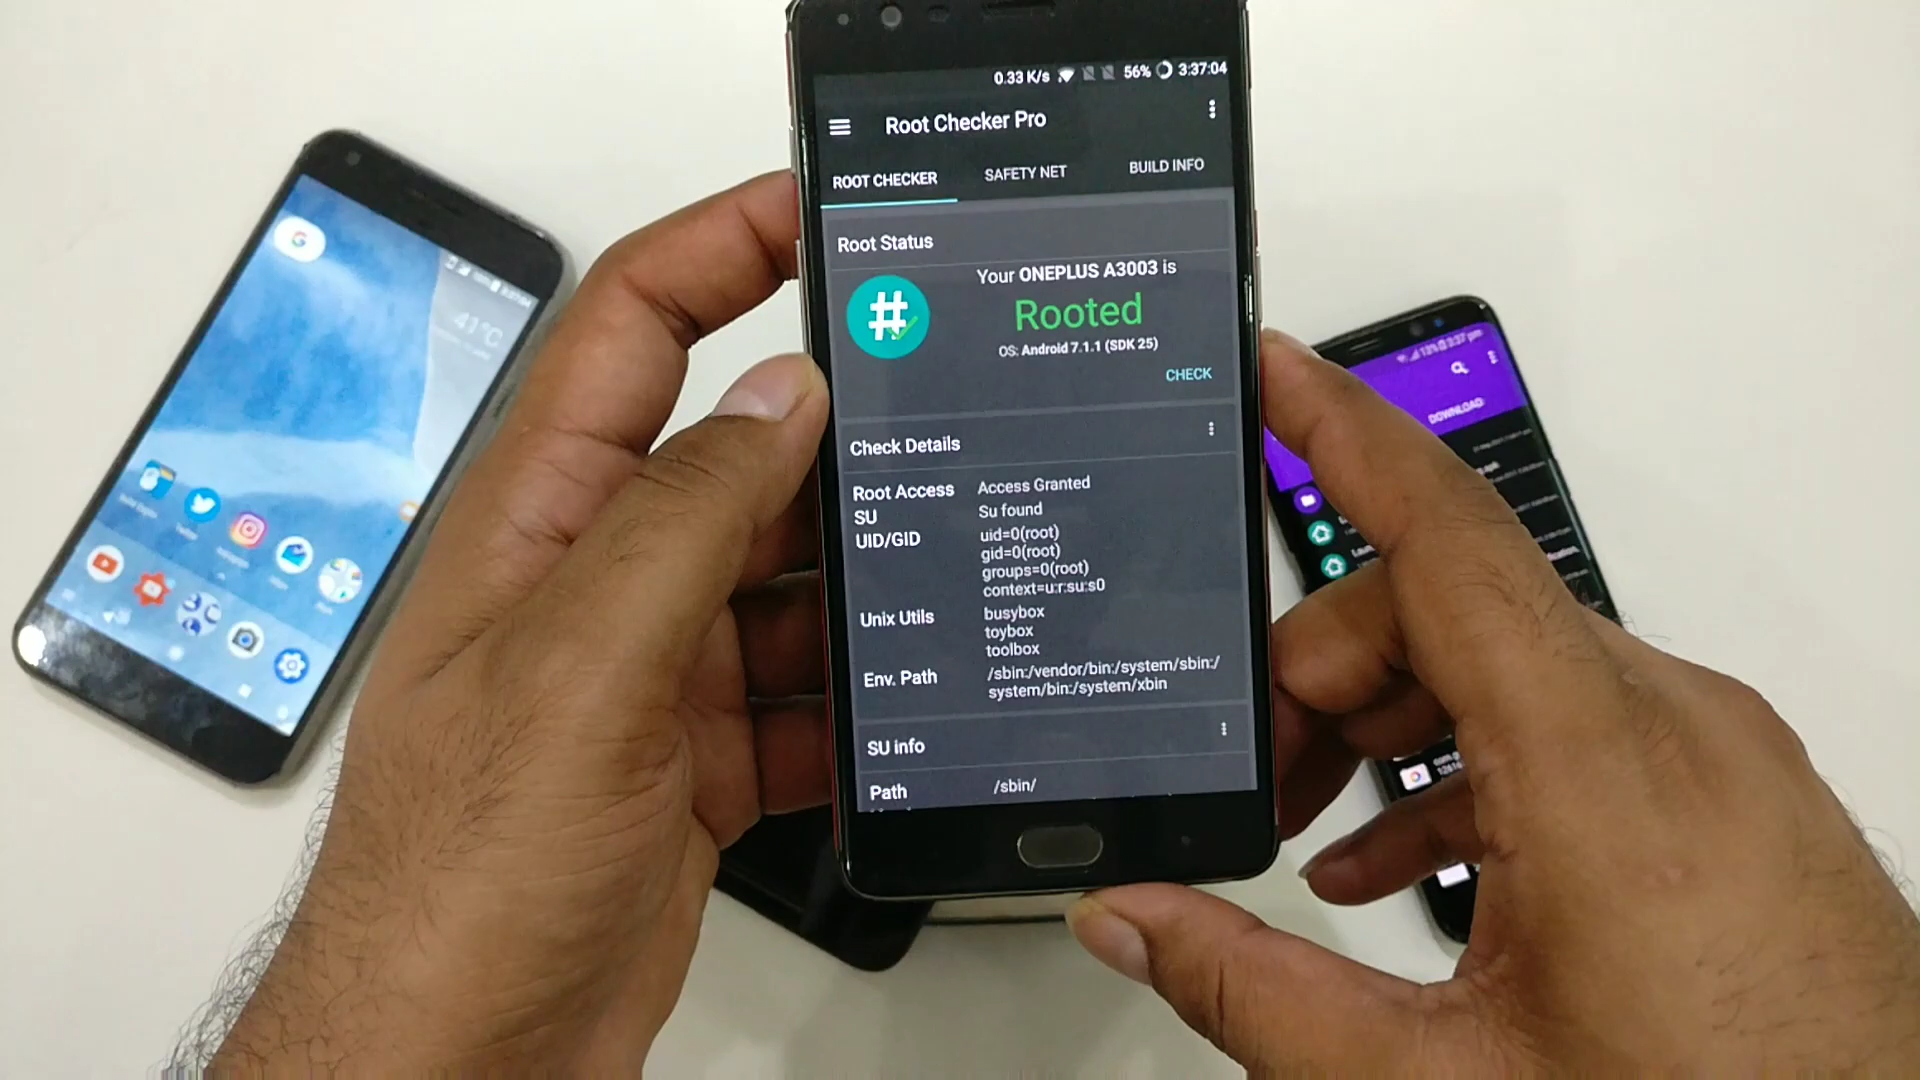 0.33 K/s 56% 3:37:04
Root Checker Pro
ROOT CHECKER SAFETY NET BUILD INFO
Root Status
Your ONEPLUS A3003 is
Rooted
OS: Android 7.1.1 (SDK 25)
CHECK
Check Details
Root Access Access Granted
SU Su found
UID/GID uid=0(root)
gid=0(root)
groups=0(root)
context=u:r:su:s0
Unix Utils busybox
toybox
toolbox
Env. Path /sbin:/vendor/bin:/system/sbin:/
system/bin:/system/xbin
SU info
Path /sbin/
41°C
Twitter
G
DOWNLOAD